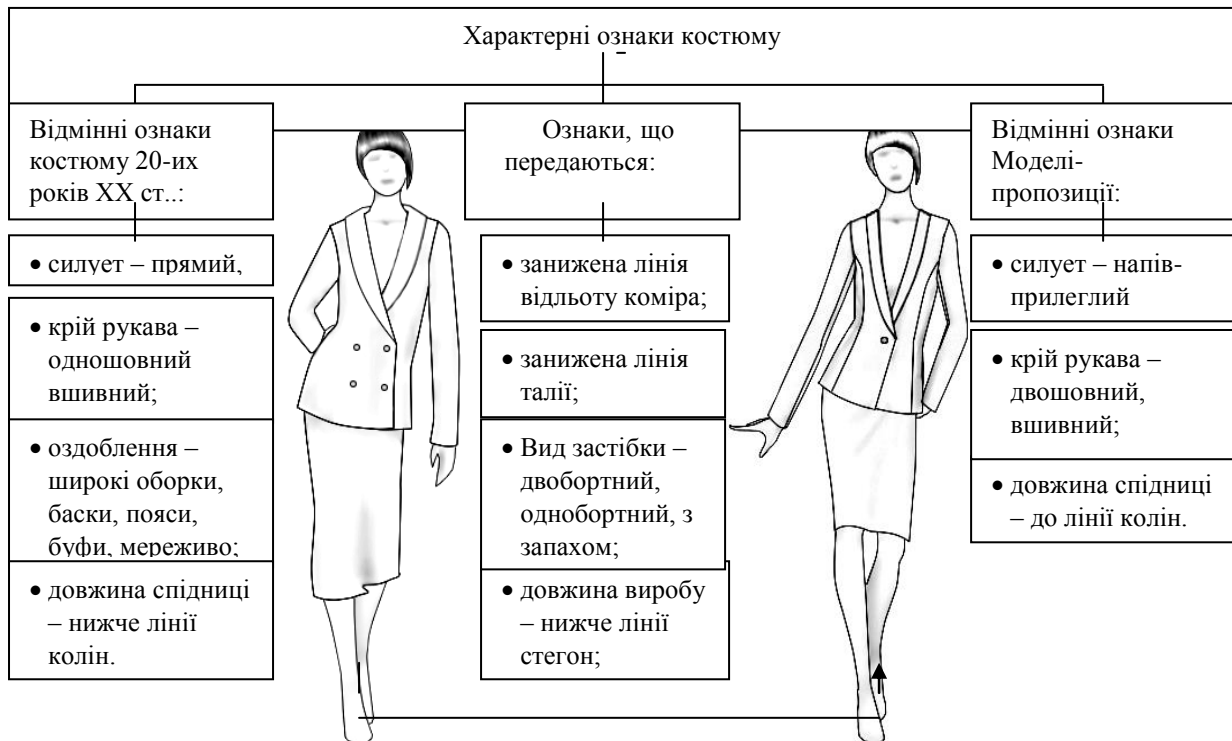 Характерні ознаки костюму
Відмінні ознаки
костюму 20-их
років ХХ ст..:
• силует – прямий,
• крій рукава –
одношовний
вшивний;
• оздоблення –
широкі оборки,
баски, пояси,
буфи, мереживо;
• довжина спідниці
– нижче лінії
колін.
Ознаки, що
передаються:
• занижена лінія
відльоту коміра;
• занижена лінія
талії;
• Вид застібки –
двобортний,
однобортний, з
запахом;
• довжина виробу
– нижче лінії
стегон;
Відмінні ознаки
Моделі-
пропозиції:
• силует – напів-
прилеглий
• крій рукава –
двошовний,
вшивний;
• довжина спідниці
– до лінії колін.